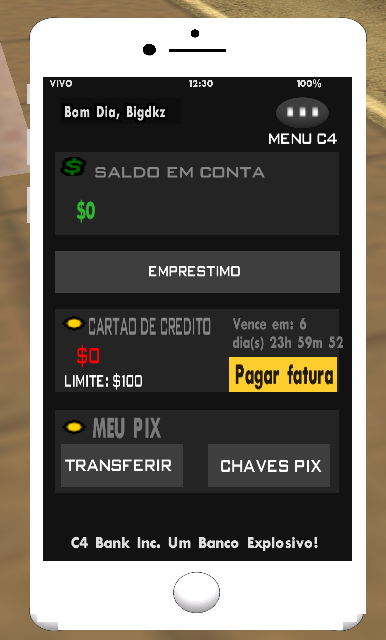 VIVO 12:30 100%
Bom Dia, Bigdkz
MENU C4
$ SALDO EM CONTA
$0
EMPRESTIMO
CARTAO DE CREDITO
$0
LIMITE: $100
Vence em: 6
dia(s) 23h 59m 52
Pagar fatura
MEU PIX
TRANSFERIR
CHAVES PIX
C4 Bank Inc. Um Banco Explosivo!